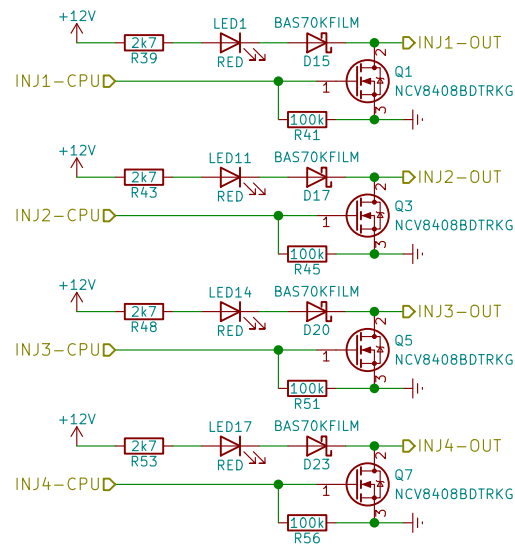 +12V
LED1
BAS70KFILM
2k7
R39
RED
D15
INJ1-OUT
2
INJ1-CPU
1
Q1
NCV8408BDTRKG
3
100k
R41
+12V
LED11
BAS70KFILM
2k7
R43
RED
D17
INJ2-OUT
2
INJ2-CPU
1
Q3
NCV8408BDTRKG
3
100k
R45
+12V
LED14
BAS70KFILM
2k7
R48
RED
D20
INJ3-OUT
2
INJ3-CPU
1
Q5
NCV8408BDTRKG
3
100k
R51
+12V
LED17
BAS70KFILM
2k7
R53
RED
D23
INJ4-OUT
2
INJ4-CPU
1
Q7
NCV8408BDTRKG
3
100k
R56